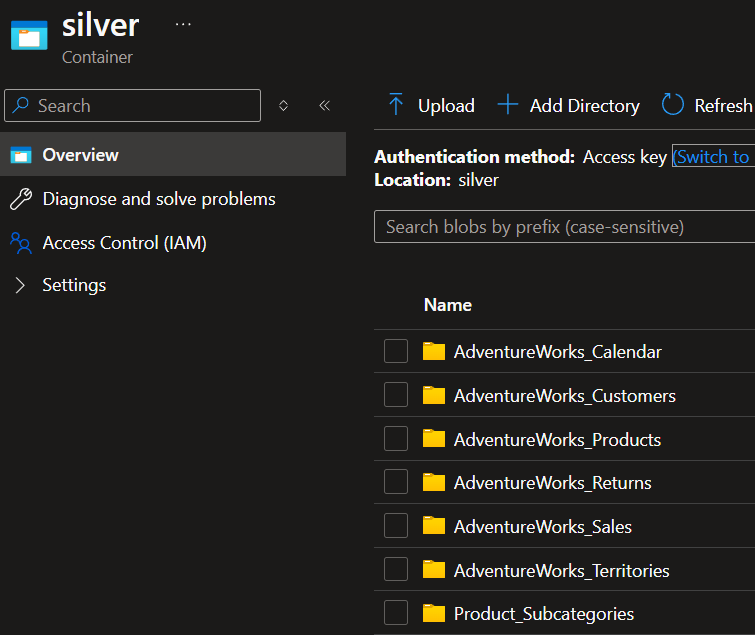 silver
...
Container
Search
Overview
Diagnose and solve problems
Access Control (IAM)
Settings
Upload
Add Directory
Refresh
Authentication method: Access key (Switch to
Location: silver
Search blobs by prefix (case-sensitive)
Name
AdventureWorks_Calendar
AdventureWorks_Customers
AdventureWorks_Products
AdventureWorks_Returns
AdventureWorks_Sales
AdventureWorks_Territories
Product_Subcategories